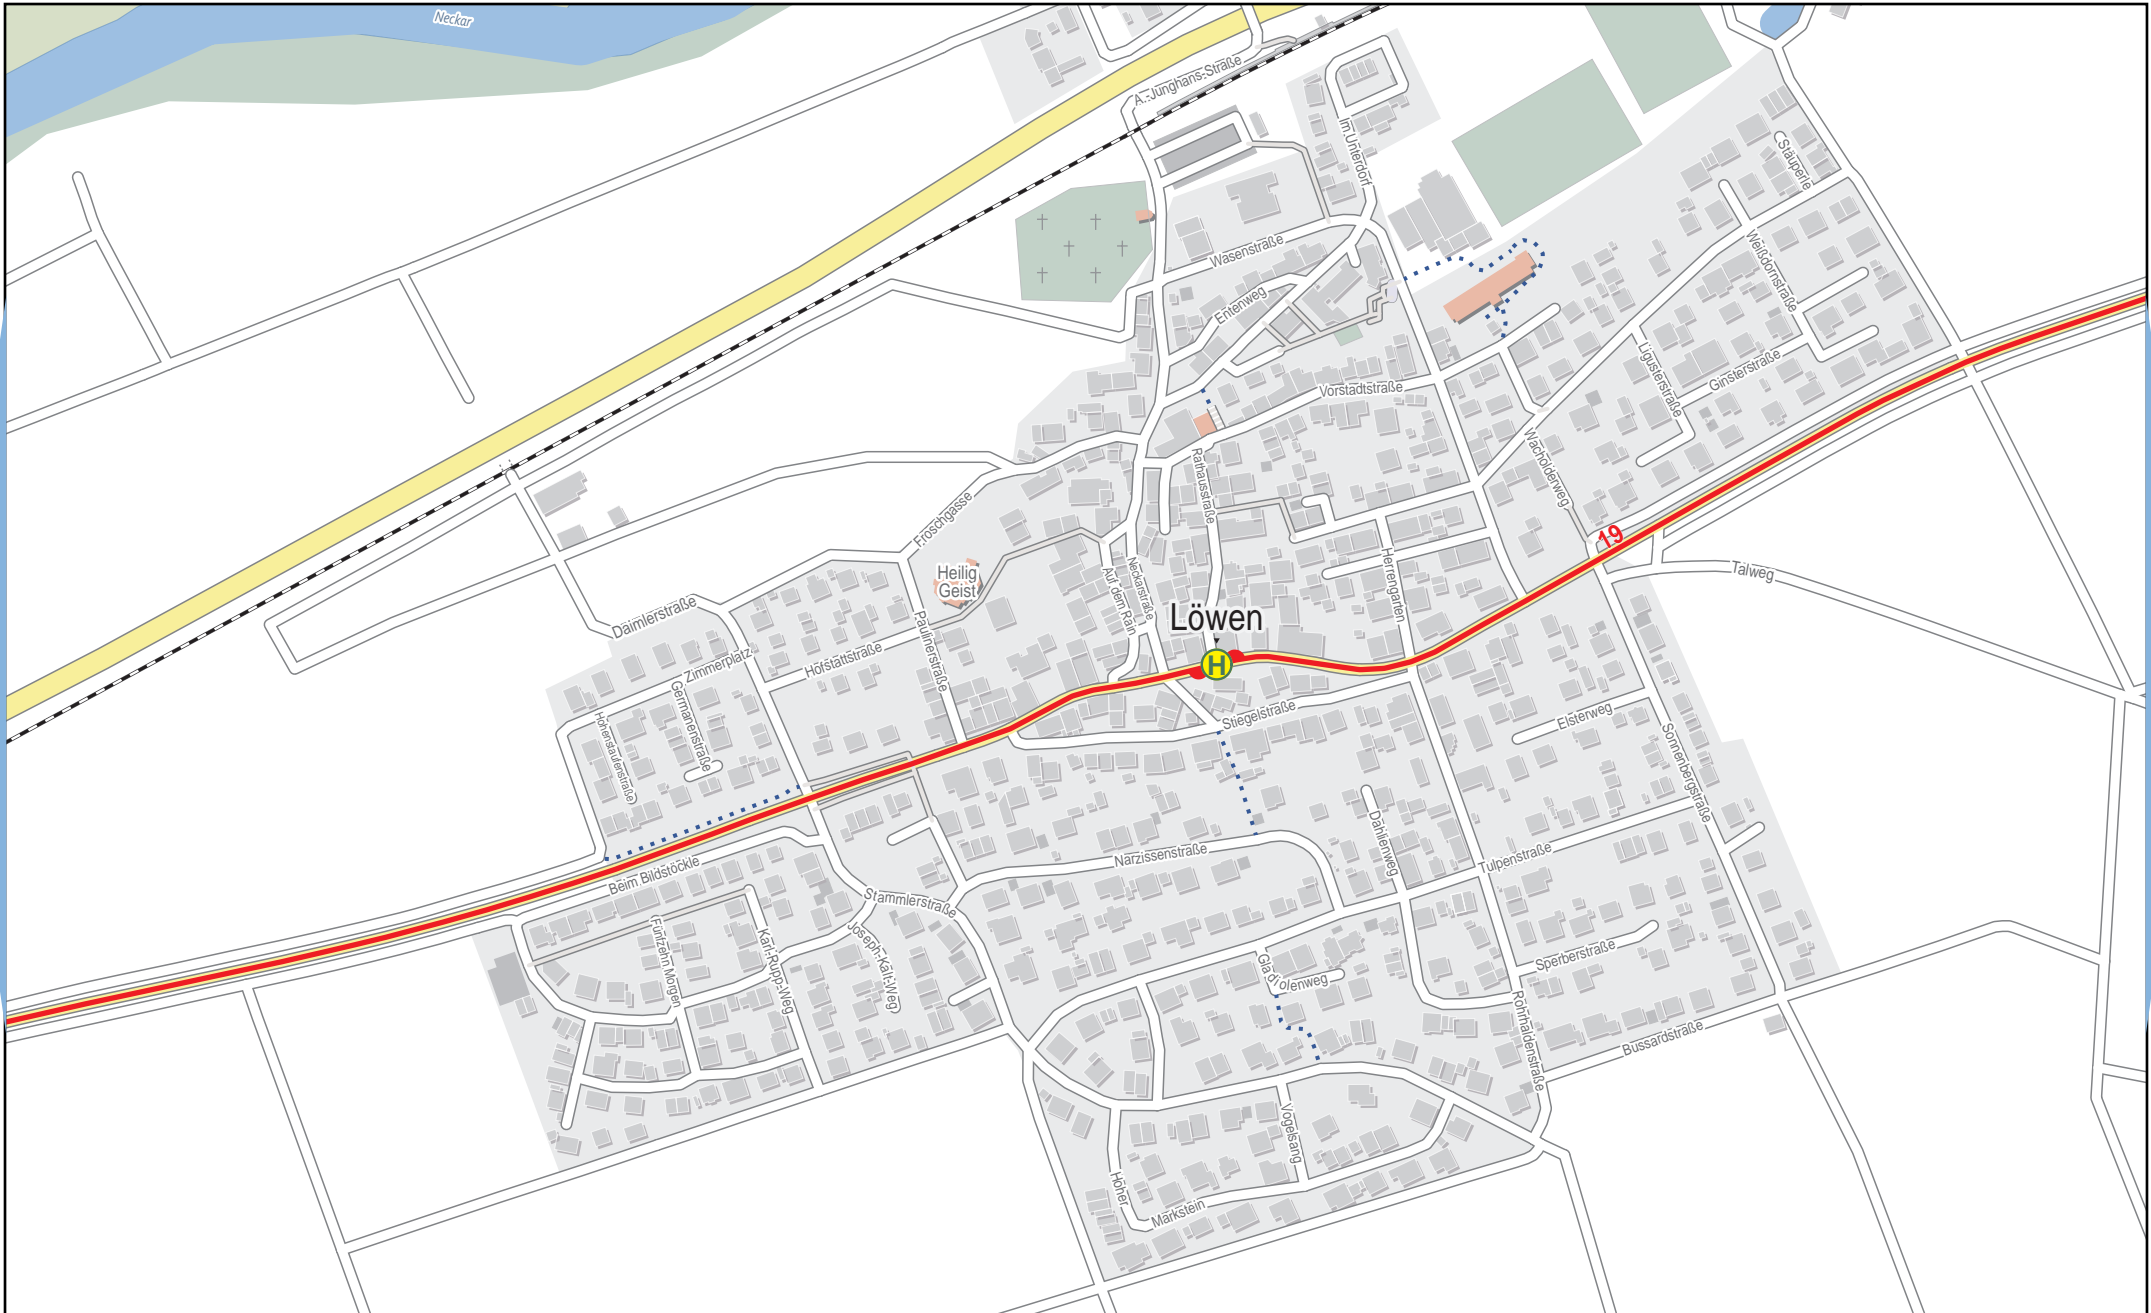 Neckar
A.-Junghans-Straße
Im Unterdorf
Stäuperle
Wasenstraße
Weißdornstraße
Entenweg
Ligusterstraße
Ginsterstraße
Vorstadtstraße
Rathausstraße
Wacholderweg
Froschgasse
19
Heilig
Geist
Auf dem Rain
Neckarstraße
Herrengarten
Talweg
Daimlerstraße
Paulinerstraße
Löwen
H
Zimmerplatz
Hofstattstraße
Germanenstraße
Hohenstaufenstraße
Stiegelstraße
Elsterweg
Sonnenbergstraße
Dahlienweg
Narzissenstraße
Tulpenstraße
Beim Bildstöckle
Stammlerstraße
Fünfzehn Morgen
Karl-Rupp-Weg
Joseph-Kält-Weg
Gladiolenweg
Sperberstraße
Röhrhaldenstraße
Bussardstraße
Vogelsang
Höher
Markstein